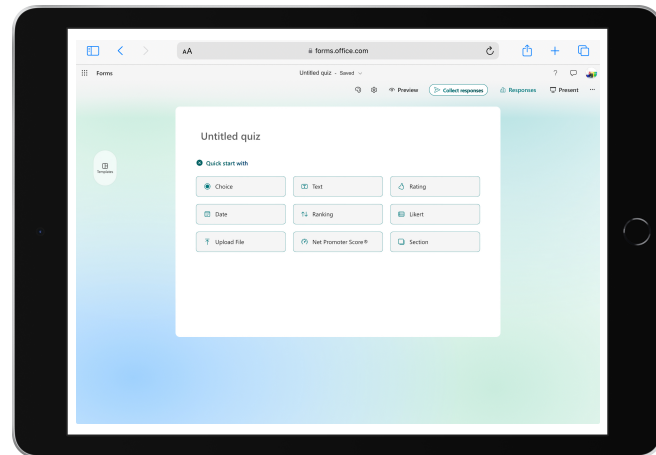 AA forms.office.com
Forms Untitled quiz - Saved ?
Preview Collect responses Responses Present ...
Untitled quiz
Templates
Quick start with
Choice Text Rating
Date Ranking Likert
Upload File Net Promoter Score® Section